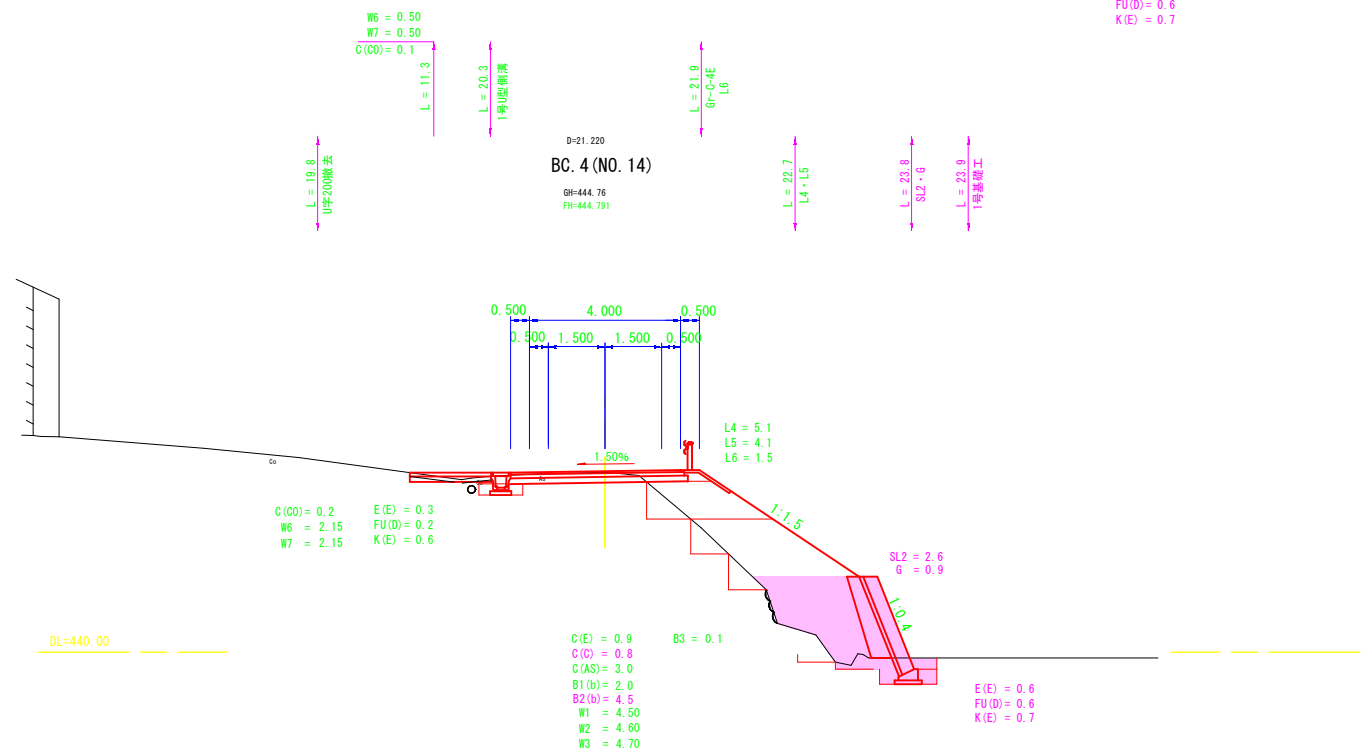 FU(D)= 0.6
K(E) = 0.7
W6 = 0.50
W7 = 0.50
C(CO)= 0.1
L = 11.3
L = 20.3
1号U型側溝
L = 21.9
Gr-C-4E
L6
L = 19.8
U字200撤去
D=21.220
BC.4(NO.14)
GH=444.76
FH=444.791
L = 22.7
L4・L5
L = 23.8
SL2・G
L = 23.9
1号基礎工
0.500
4.000
0.500
0.500
1.500
1.500
0.500
L4 = 5.1
L5 = 4.1
L6 = 1.5
1.50%
Co
As
C(CO)= 0.2
W6 = 2.15
W7 = 2.15
E(E) = 0.3
FU(D)= 0.2
K(E) = 0.6
1:1.5
SL2 = 2.6
G = 0.9
1:0.4
DL=440.00
C(E) = 0.9
C(C) = 0.8
C(AS)= 3.0
B1(b)= 2.0
B2(b)= 4.5
W1 = 4.50
W2 = 4.60
W3 = 4.70
B3 = 0.1
E(E) = 0.6
FU(D)= 0.6
K(E) = 0.7